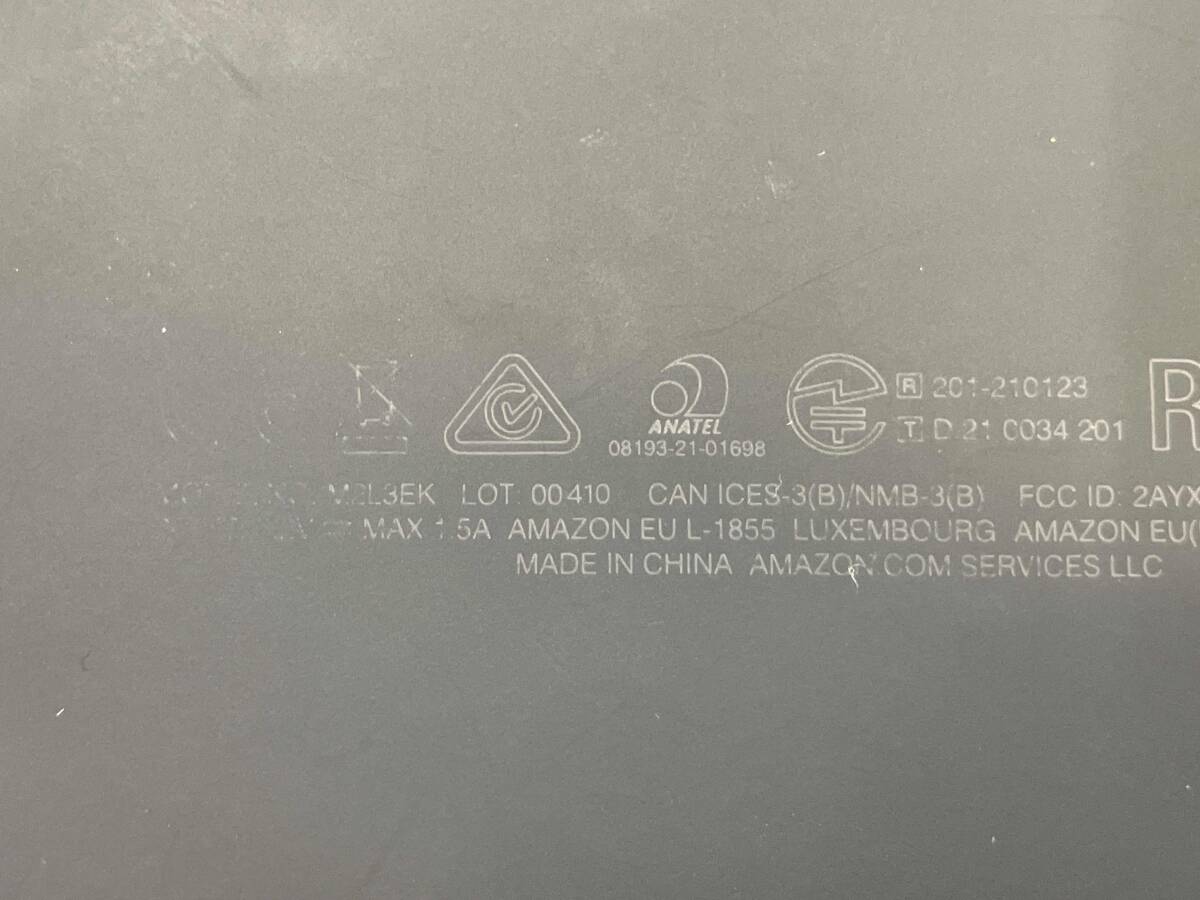 ANATEL
08193-21-01698
R 201-210123
T D 21 0034 201
R
M2L3EK LOT: 00410 CAN ICES-3(B)/NMB-3(B) FCC ID: 2AYX
MAX 1.5A AMAZON EU L-1855 LUXEMBOURG AMAZON EU(
MADE IN CHINA AMAZON.COM SERVICES LLC